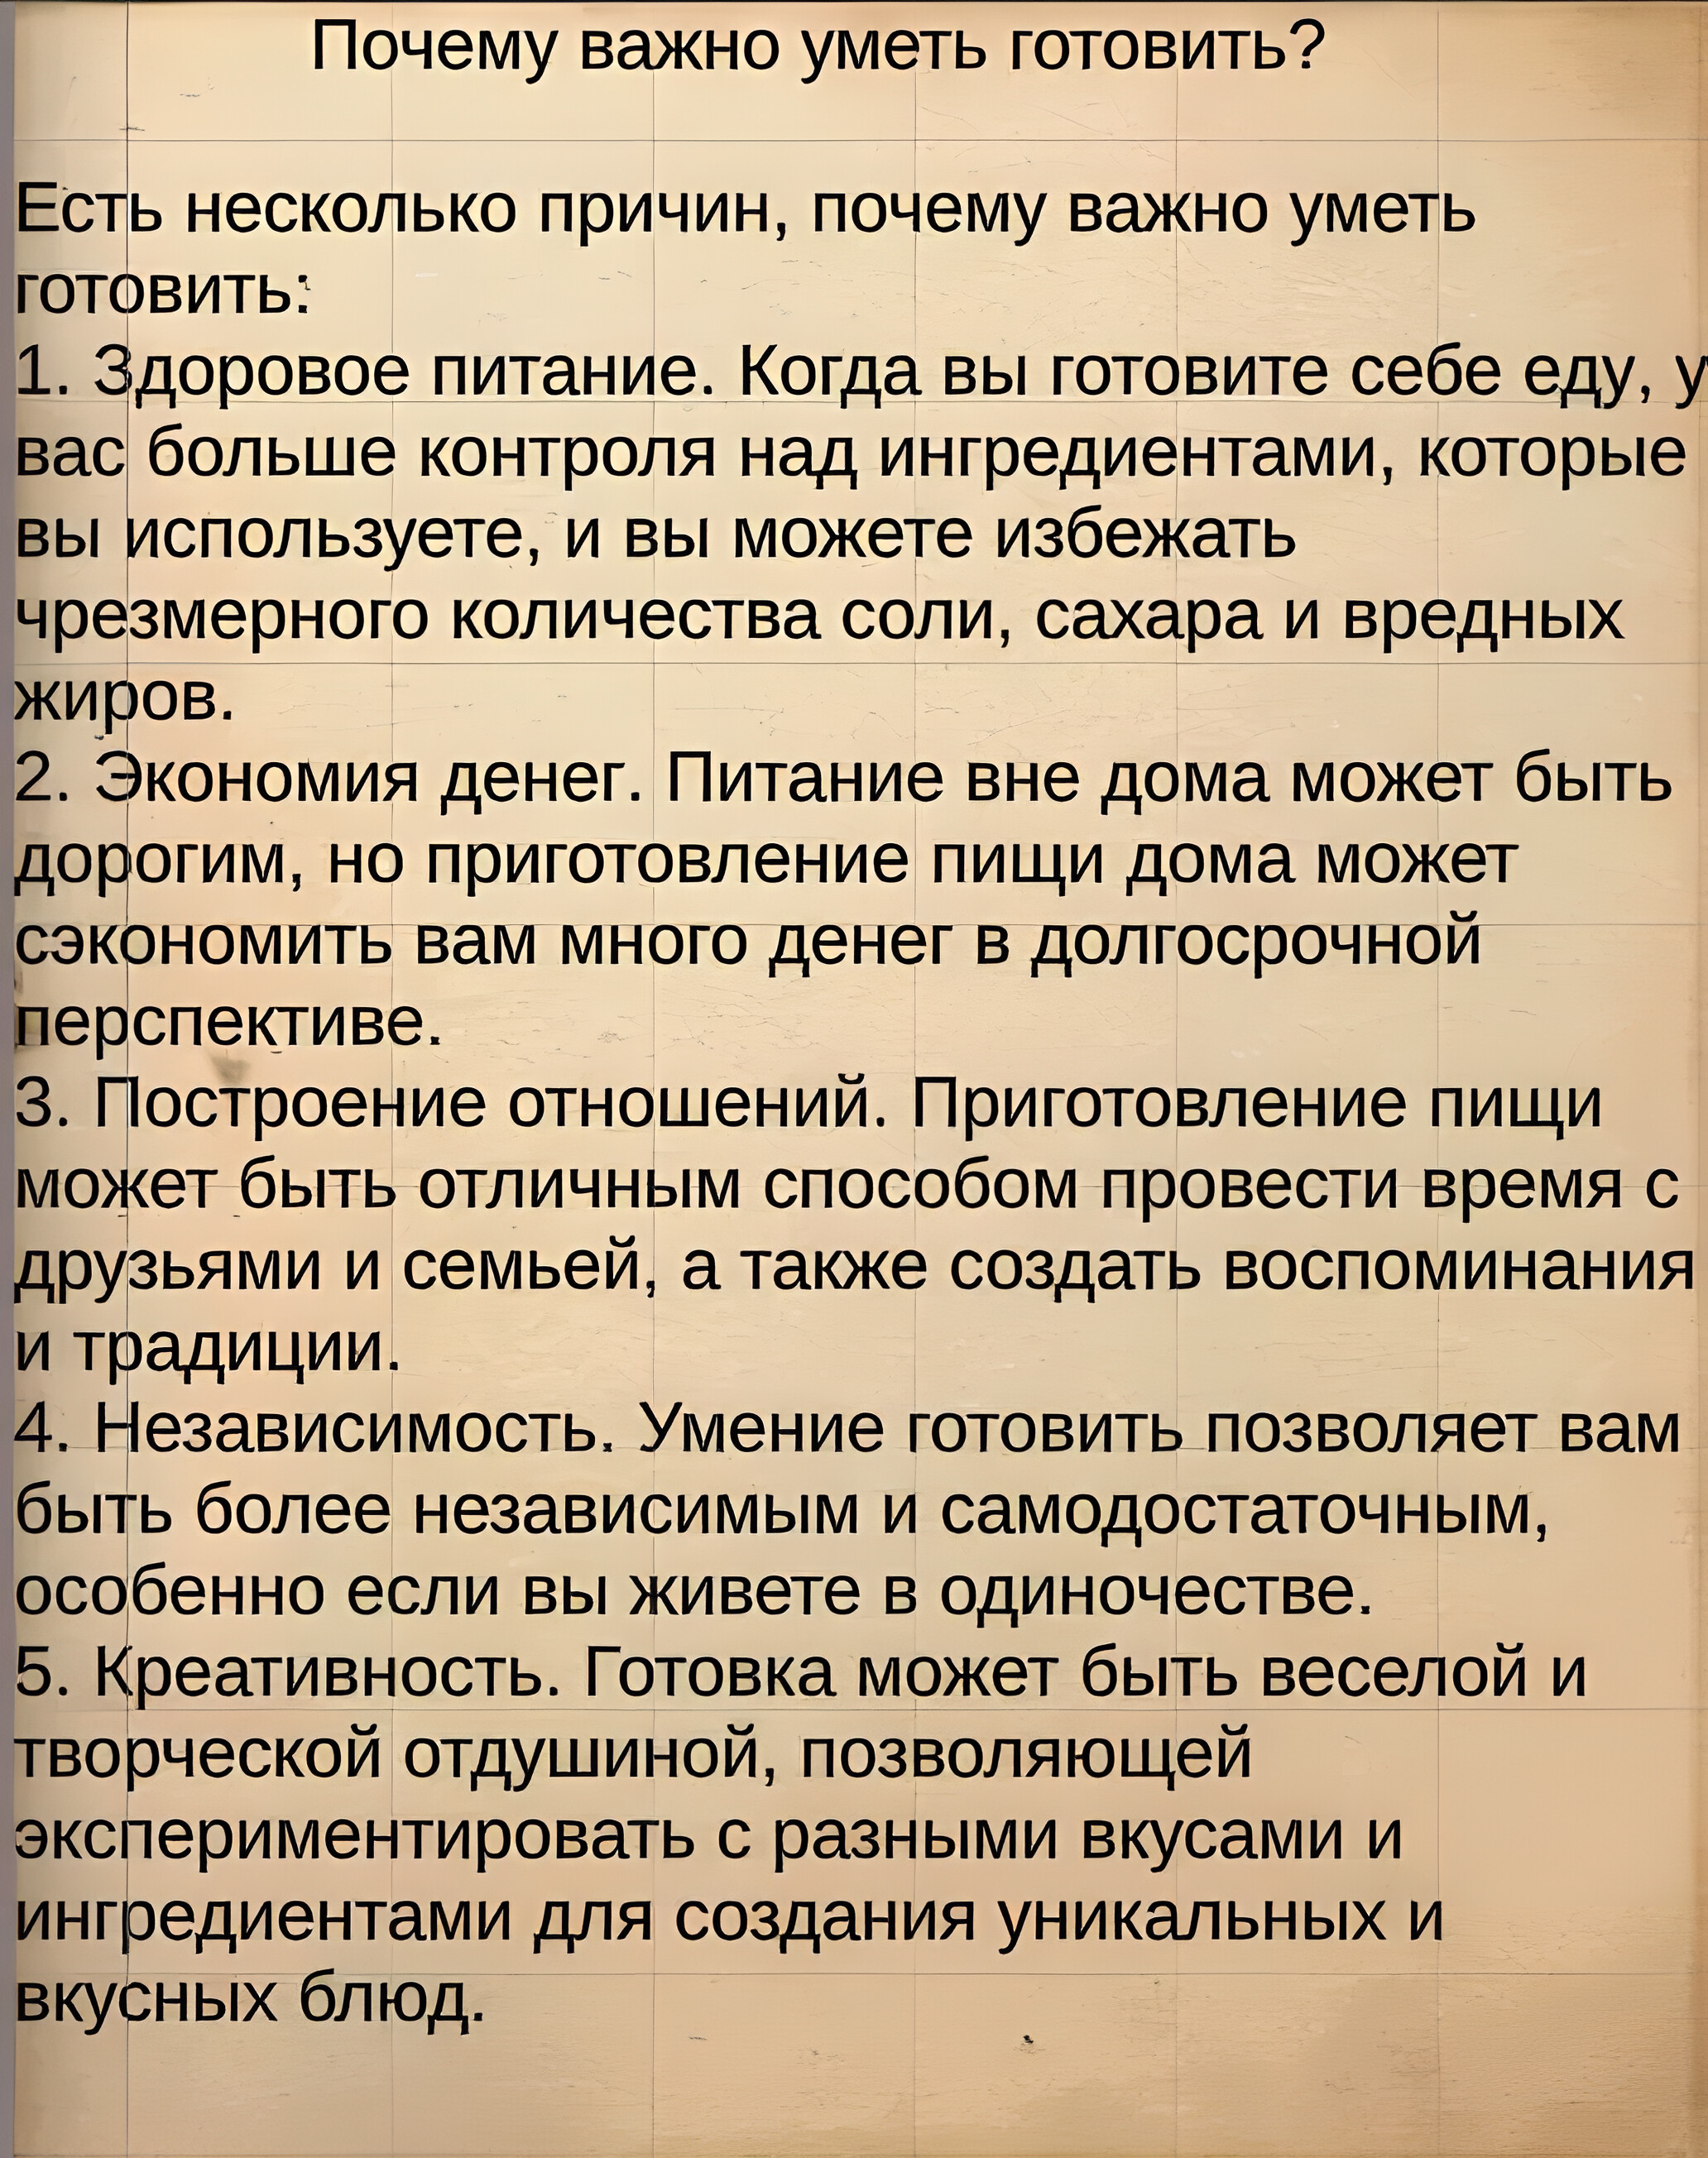 Почему важно уметь готовить?
Есть несколько причин, почему важно уметь
готовить:
1. Здоровое питание. Когда вы готовите себе еду, у
вас больше контроля над ингредиентами, которые
вы используете, и вы можете избежать
чрезмерного количества соли, сахара и вредных
жиров.
2. Экономия денег. Питание вне дома может быть
дорогим, но приготовление пищи дома может
сэкономить вам много денег в долгосрочной
перспективе.
3. Построение отношений. Приготовление пищи
может быть отличным способом провести время с
друзьями и семьей, а также создать воспоминания
и традиции.
4. Независимость. Умение готовить позволяет вам
быть более независимым и самодостаточным,
особенно если вы живете в одиночестве.
5. Креативность. Готовка может быть веселой и
творческой отдушиной, позволяющей
экспериментировать с разными вкусами и
ингредиентами для создания уникальных и
вкусных блюд.